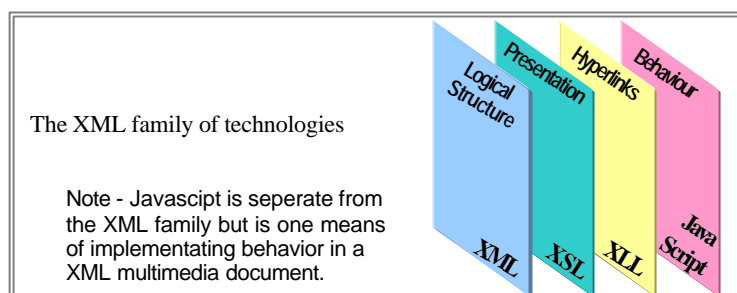 The XML family of technologies
Note - Javascipt is seperate from
the XML family but is one means
of implementating behavior in a
XML multimedia document.
Logical
Structure
XML
Presentation
XSL
Hyperlinks
XLL
Behaviour
Java
Script